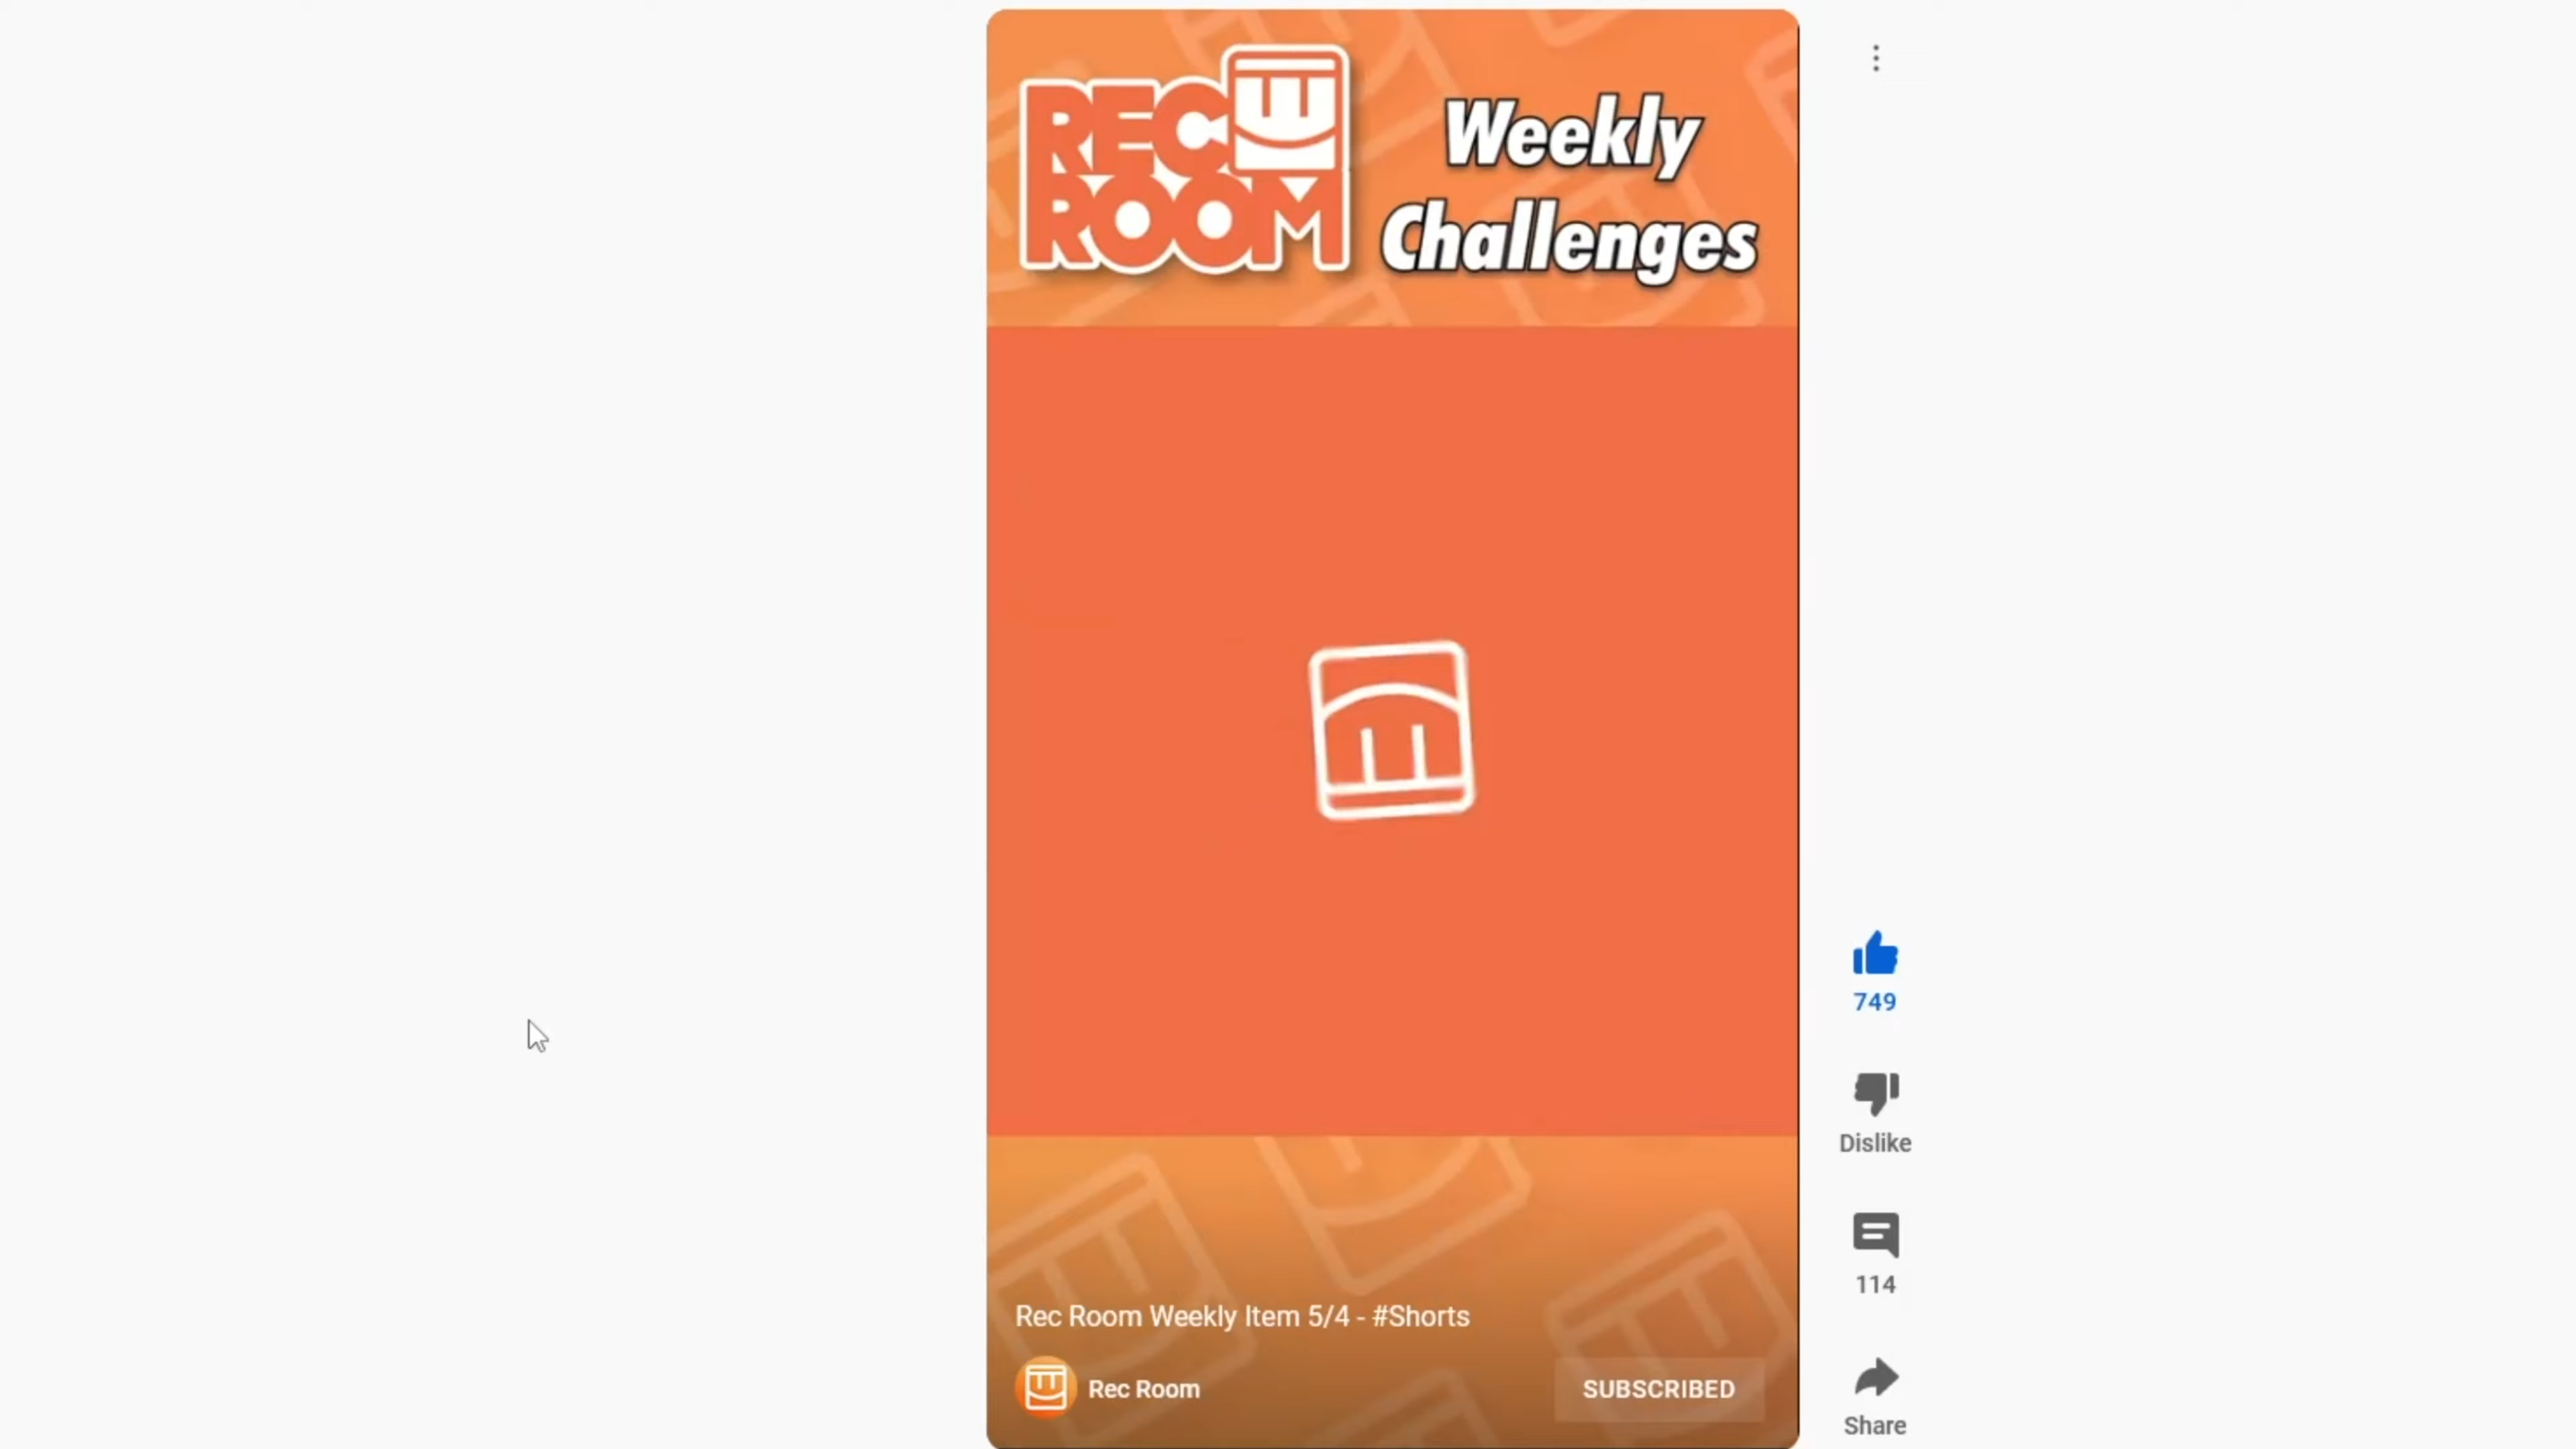 REC
ROOM
Weekly
Challenges
749
Dislike
114
Rec Room Weekly Item 5/4 - #Shorts
Rec Room
SUBSCRIBED
Share